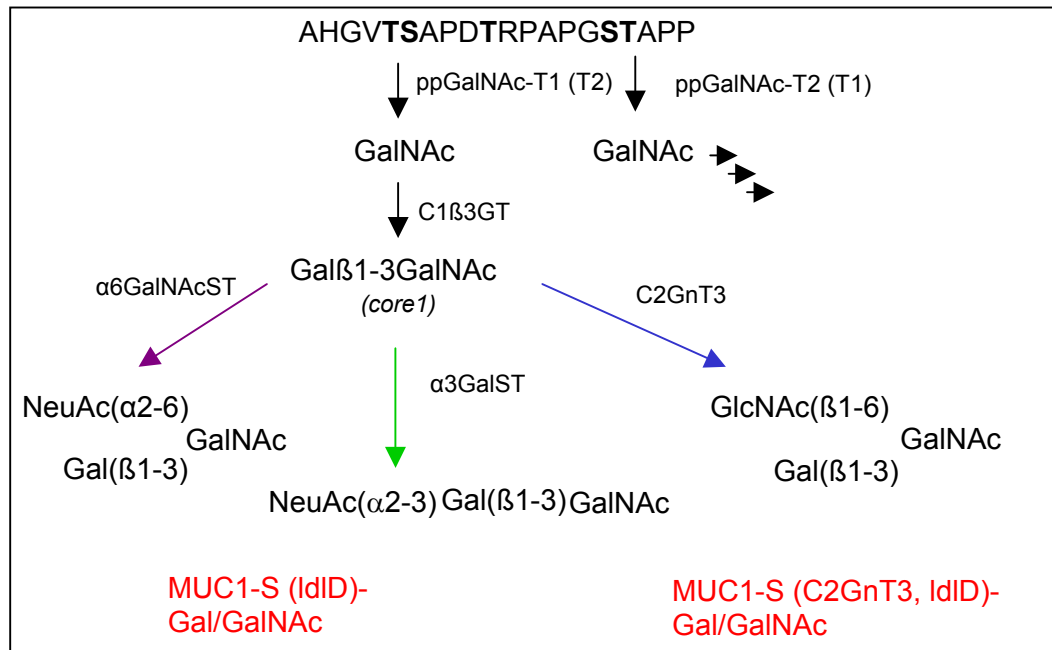 AHGVTSAPDTRPAPGSTAPP
ppGalNAc-T1 (T2)
ppGalNAc-T2 (T1)
GalNAc
GalNAc
C1ß3GT
Galß1-3GalNAc
(core1)
α6GalNAcST
C2GnT3
α3GalST
NeuAc(α2-6)
GalNAc
Gal(ß1-3)
GlcNAc(ß1-6)
GalNAc
Gal(ß1-3)
NeuAc(α2-3)Gal(ß1-3)GalNAc
MUC1-S (ldlD)-
Gal/GalNAc
MUC1-S (C2GnT3, ldlD)-
Gal/GalNAc